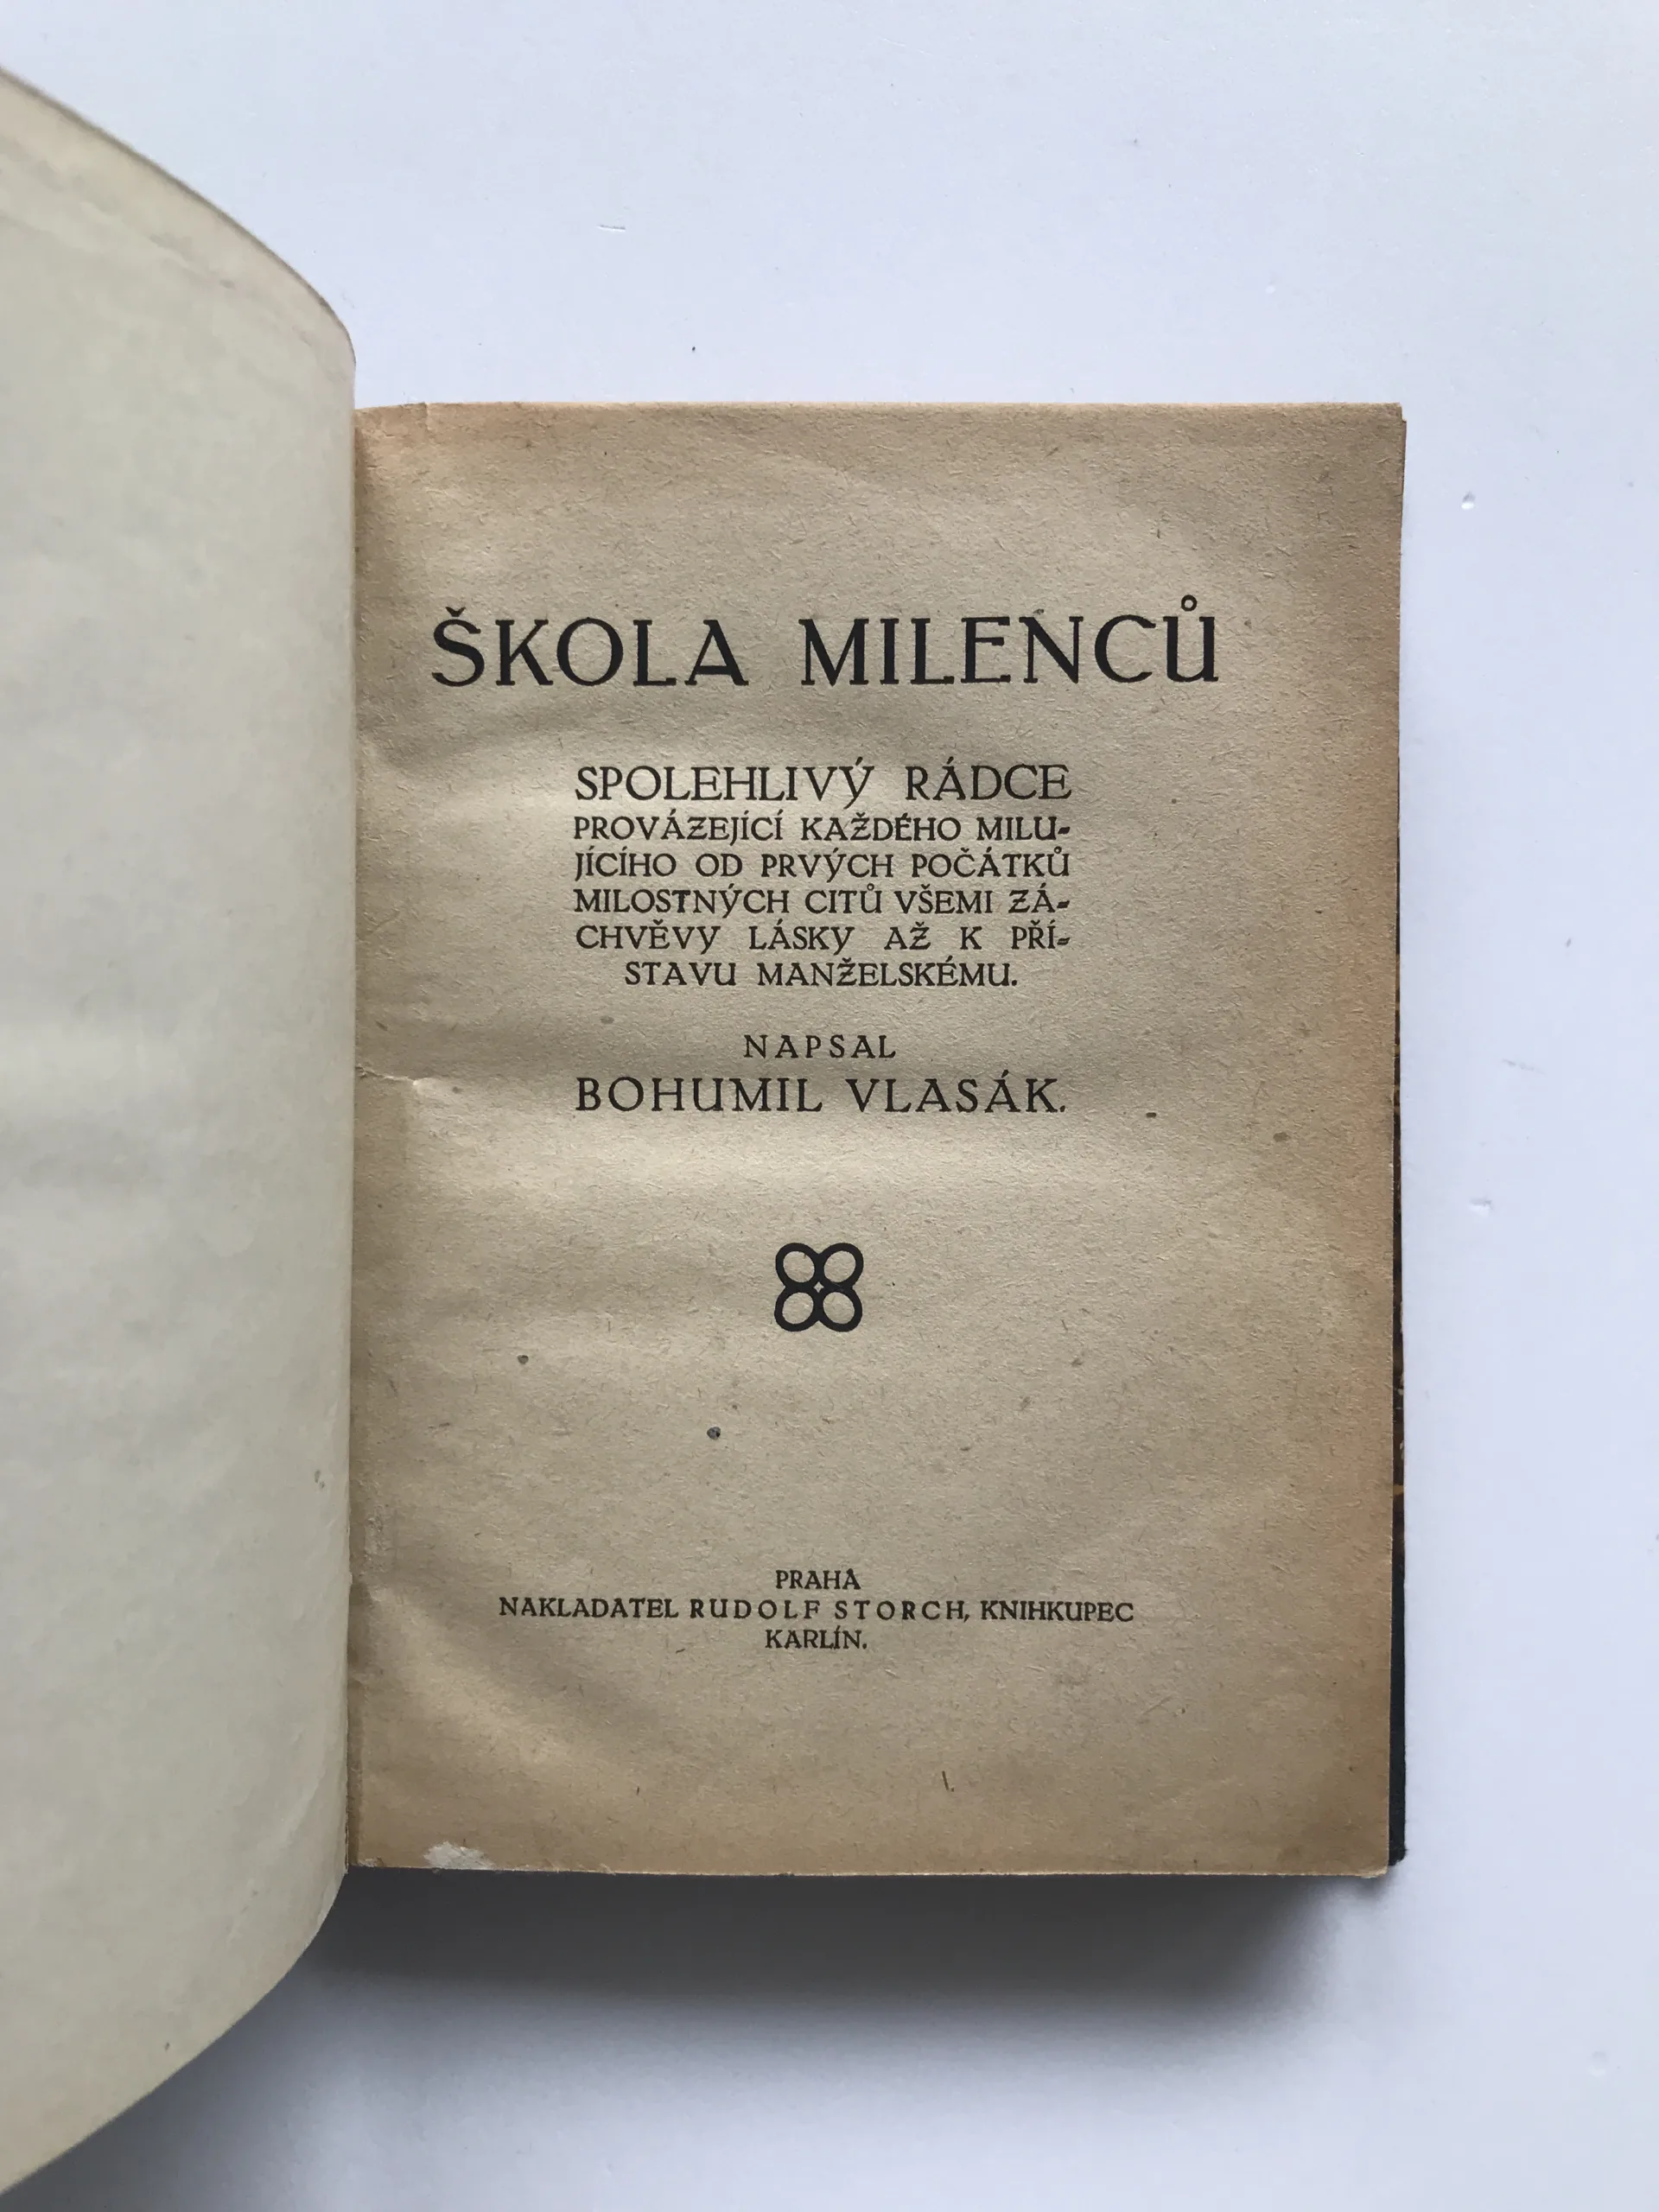 ŠKOLA MILENCŮ
SPOLEHLIVÝ RÁDCE
PROVÁZEJÍCÍ KAŽDÉHO MILU-
JÍCÍHO OD PRVÝCH POČÁTKŮ
MILOSTNÝCH CITŮ VŠEMI ZÁ-
CHVĚVY LÁSKY AŽ K PŘÍ-
STAVU MANŽELSKÉMU.
NAPSAL
BOHUMIL VLASÁK.
PRAHA
NAKLADATEL RUDOLF STORCH, KNIHKUPEC
KARLÍN.